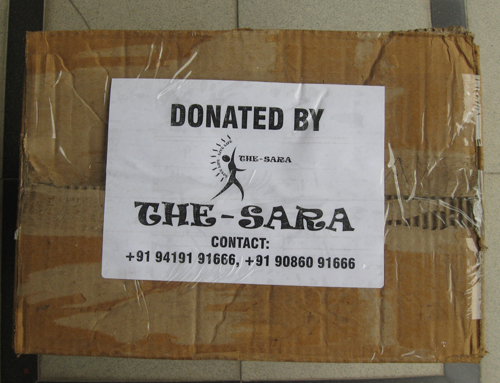 DONATED BY
THE-SARA
THE-SARA
CONTACT:
+91 94191 91666, +91 90860 91666